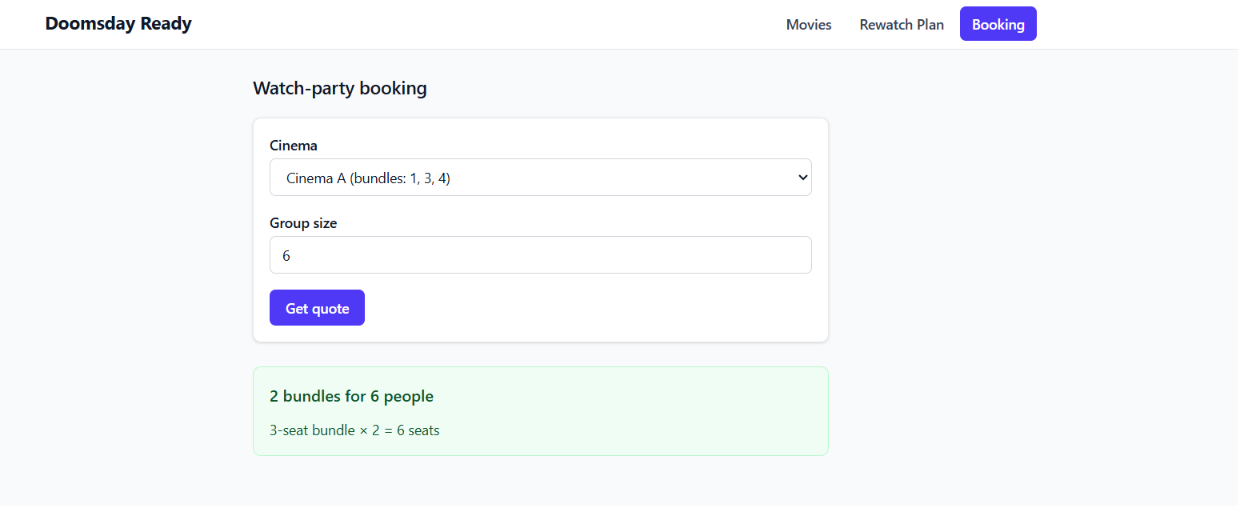 Doomsday Ready
Movies
Rewatch Plan
Booking
Watch-party booking
Cinema
Cinema A (bundles: 1, 3, 4)
Group size
6
Get quote
2 bundles for 6 people
3-seat bundle × 2 = 6 seats